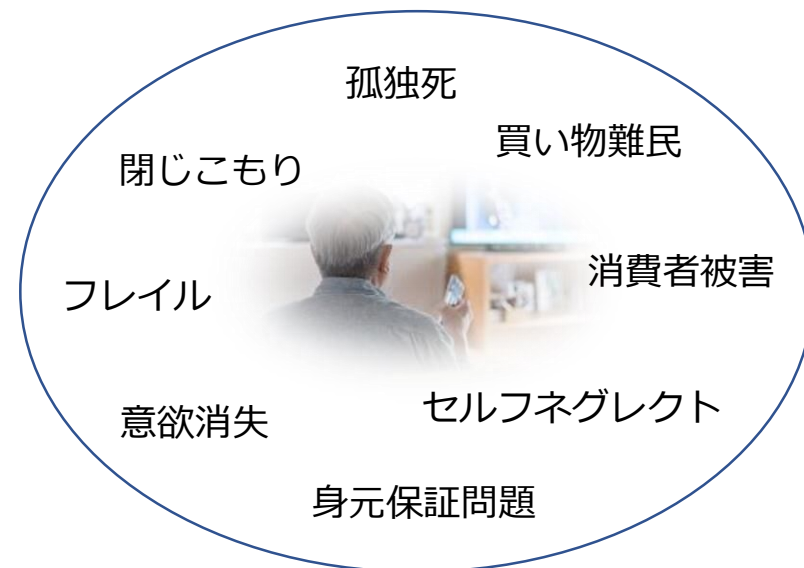 孤独死
買い物難民
閉じこもり
消費者被害
フレイル
セルフネグレクト
意欲消失
身元保証問題